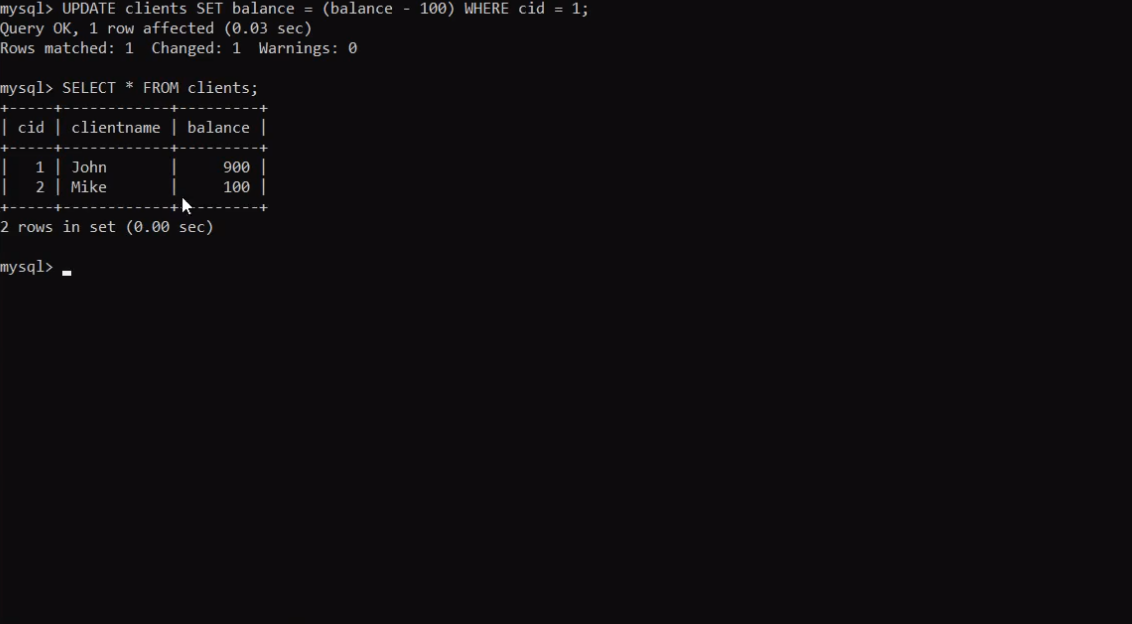 mysql> UPDATE clients SET balance = (balance - 100) WHERE cid = 1;
Query OK, 1 row affected (0.03 sec)
Rows matched: 1  Changed: 1  Warnings: 0
mysql> SELECT * FROM clients;
+-----+------------+---------+
| cid | clientname | balance |
+-----+------------+---------+
|   1 | John       |     900 |
|   2 | Mike       |     100 |
+-----+------------+---------+
2 rows in set (0.00 sec)
mysql>